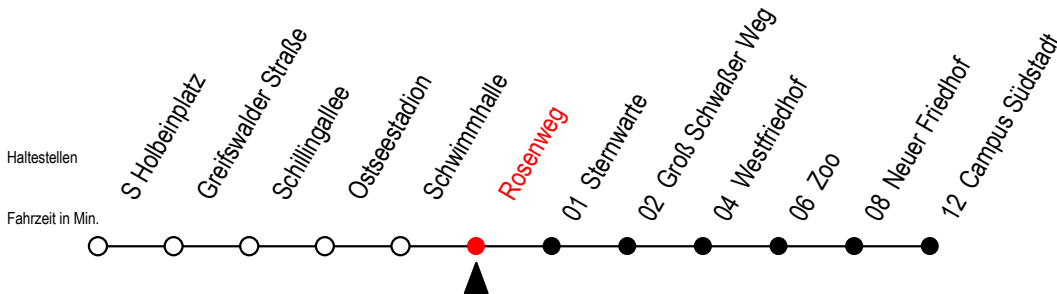 Haltestellen
Fahrzeit in Min.
S Holbeinplatz
Greifswalder Straße
Schillingallee
Ostseestadion
Schwimmhalle
Rosenweg
01 Sternwarte
02 Groß Schwaßer Weg
04 Westfriedhof
06 Zoo
08 Neuer Friedhof
12 Campus Südstadt